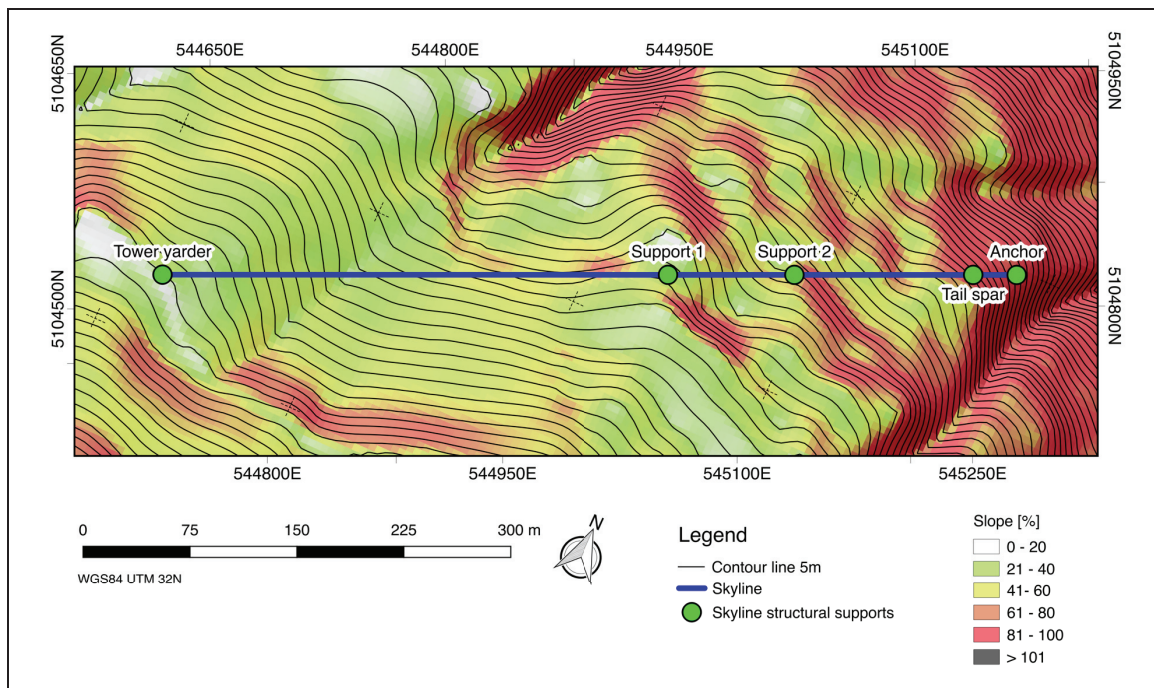 544650E 544800E 544950E 545100E
5104650N
5104950N
Tower yarder
Support 1
Support 2
Anchor
Tail spar
5104500N
5104800N
544800E 544950E 545100E 545250E
0 75 150 225 300 m
WGS84 UTM 32N
N
Legend
Contour line 5m
Skyline
Skyline structural supports
Slope [%]
0 - 20
21 - 40
41- 60
61 - 80
81 - 100
> 101